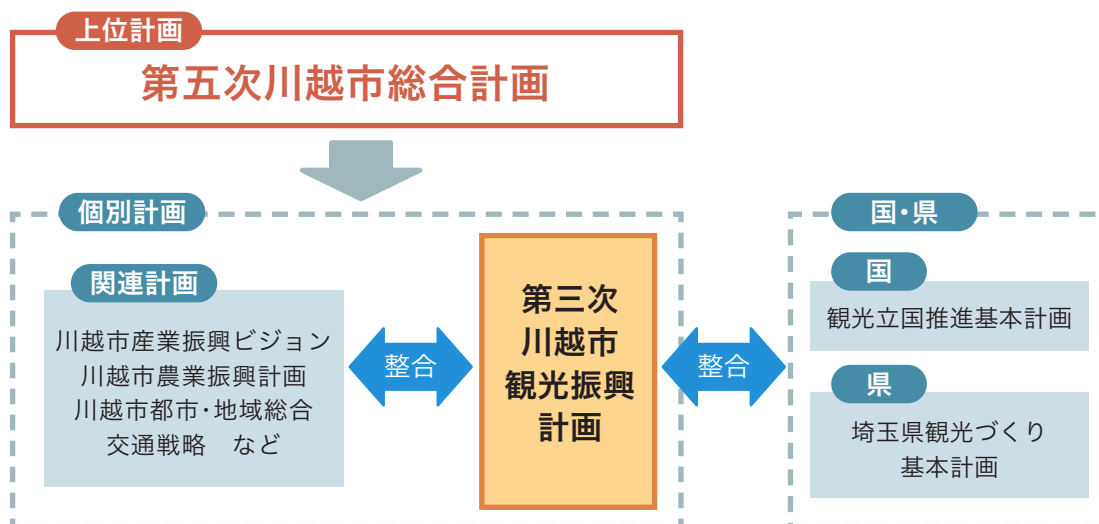 上位計画
第五次川越市総合計画
個別計画
関連計画
川越市産業振興ビジョン
川越市農業振興計画
川越市都市・地域総合
交通戦略　など
整合
第三次
川越市
観光振興
計画
整合
国・県
国
観光立国推進基本計画
県
埼玉県観光づくり
基本計画